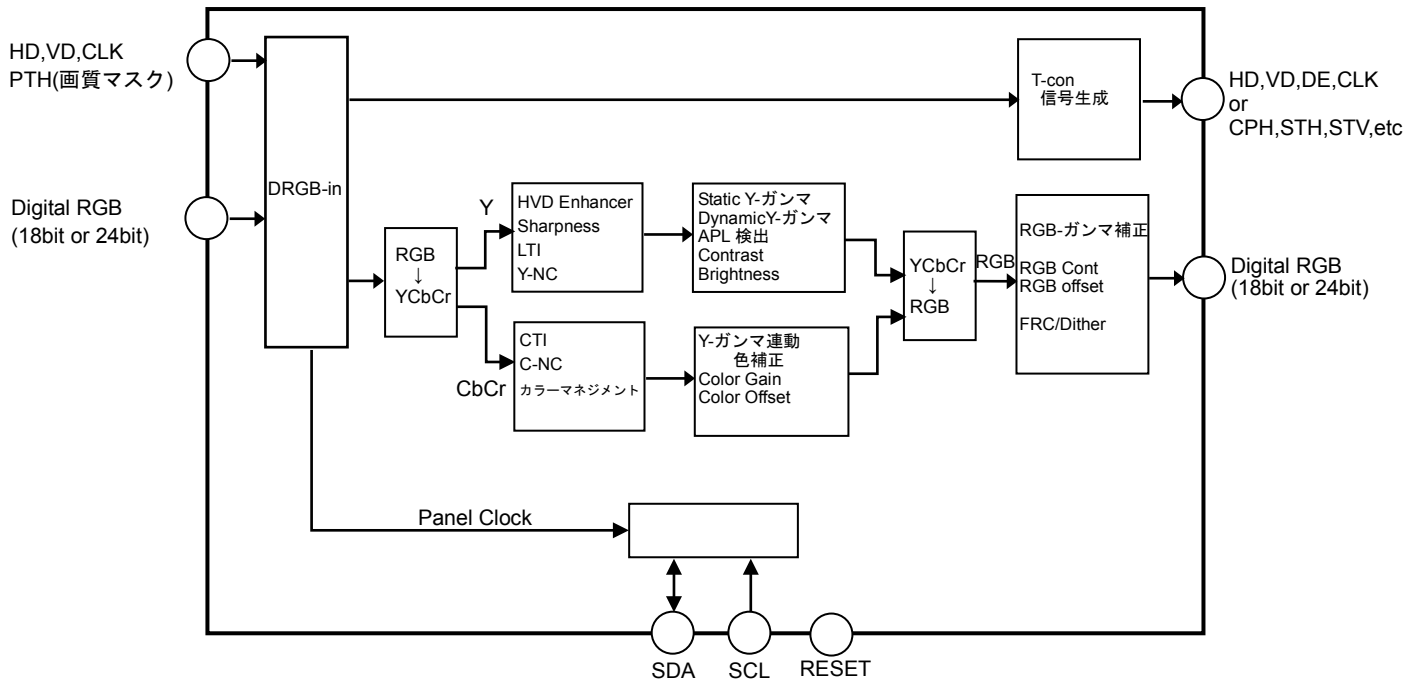 HD,VD,CLK
PTH(画質マスク)
Digital RGB
(18bit or 24bit)
DRGB-in
T-con
信号生成
HD,VD,DE,CLK
or
CPH,STH,STV,etc
RGB
↓
YCbCr
Y
HVD Enhancer
Sharpness
LTI
Y-NC
Static Y-ガンマ
DynamicY-ガンマ
APL 検出
Contrast
Brightness
CbCr
CTI
C-NC
カラーマネジメント
Y-ガンマ連動
色補正
Color Gain
Color Offset
YCbCr
↓
RGB
RGB
RGB-ガンマ補正
RGB Cont
RGB offset
FRC/Dither
Digital RGB
(18bit or 24bit)
Panel Clock
SDA
SCL
RESET